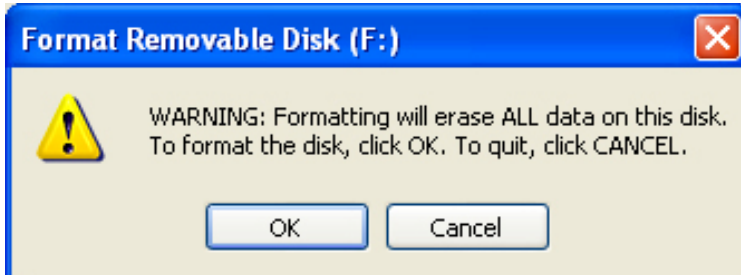 Format Removable Disk (F:)
WARNING: Formatting will erase ALL data on this disk.
To format the disk, click OK. To quit, click CANCEL.
OK
Cancel